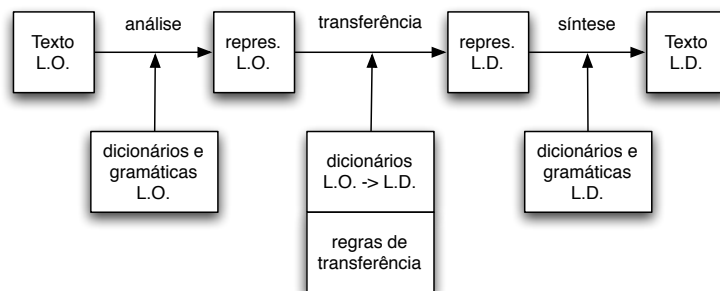 análise
transferência
síntese
Texto
L.O.
repres.
L.O.
repres.
L.D.
Texto
L.D.
dicionários e
gramáticas
L.O.
dicionários
L.O. -> L.D.
regras de
transferência
dicionários e
gramáticas
L.D.